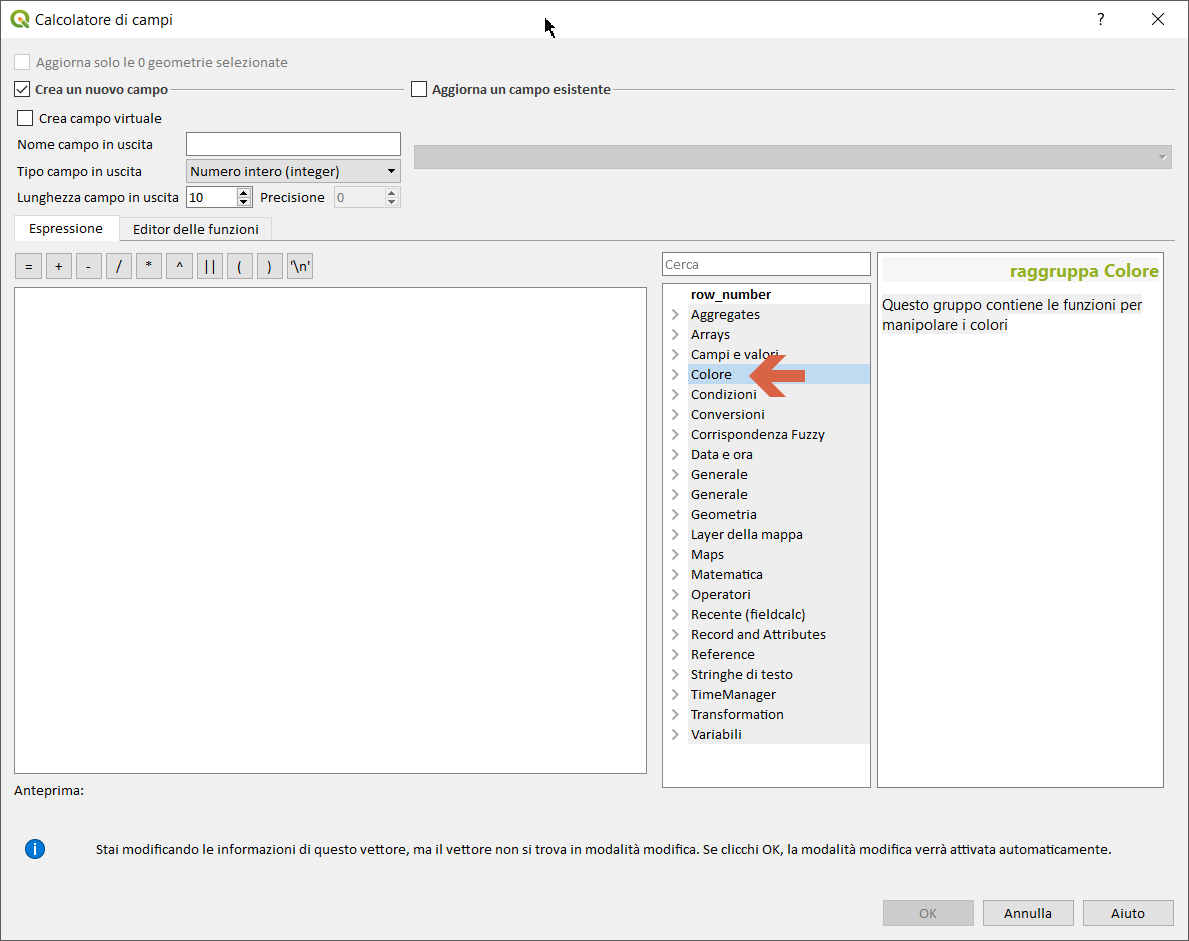 Calcolatore di campi
?
Aggiorna solo le 0 geometrie selezionate
Crea un nuovo campo
Aggiorna un campo esistente
Crea campo virtuale
Nome campo in uscita
Tipo campo in uscita
Numero intero (integer)
Lunghezza campo in uscita
10
Precisione
0
Espressione
Editor delle funzioni
= + - / * ^ || ( ) '\n'
Cerca
row_number
Aggregates
Arrays
Campi e valori
Colore
Condizioni
Conversioni
Corrispondenza Fuzzy
Data e ora
Generale
Generale
Geometria
Layer della mappa
Maps
Matematica
Operatori
Recente (fieldcalc)
Record and Attributes
Reference
Stringhe di testo
TimeManager
Transformation
Variabili
raggruppa Colore
Questo gruppo contiene le funzioni per
manipolare i colori
Anteprima:
Stai modificando le informazioni di questo vettore, ma il vettore non si trova in modalità modifica. Se clicchi OK, la modalità modifica verrà attivata automaticamente.
OK
Annulla
Aiuto